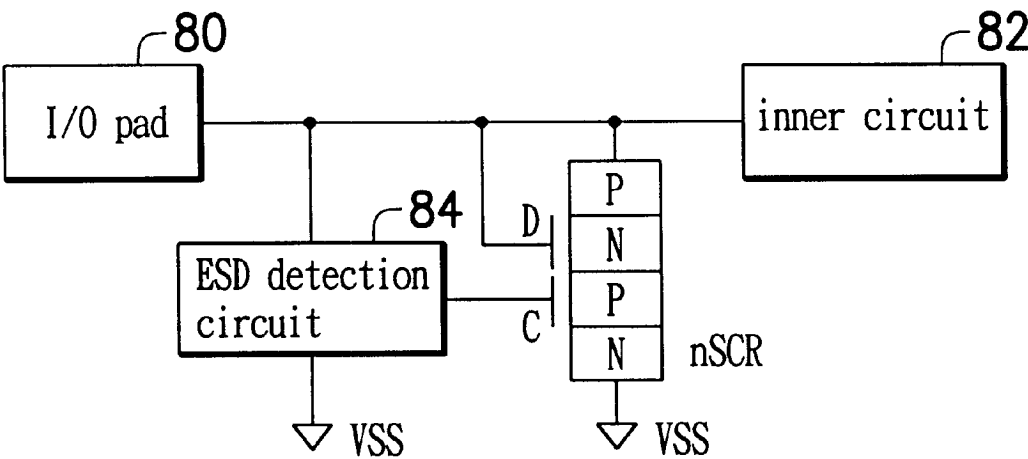 80
82
I/O pad
inner circuit
P
84
D
N
ESD detection
circuit
P
C
N
nSCR
VSS
VSS